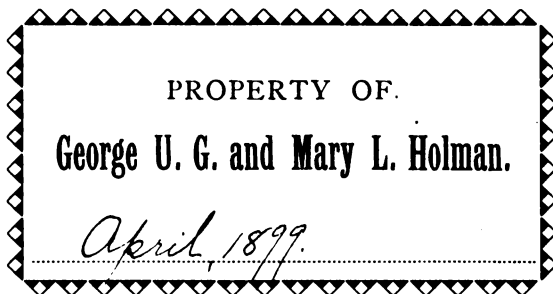 PROPERTY OF.
George U. G. and Mary L. Holman.
April, 1899.